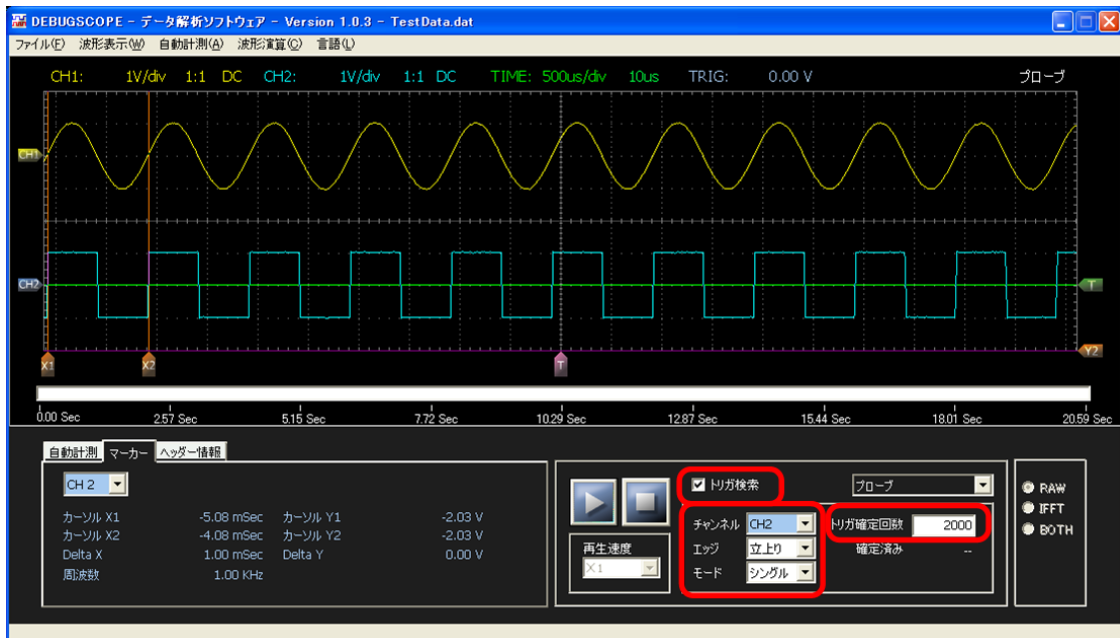 DEBUGSCOPE - データ解析ソフトウェア - Version 1.0.3 - TestData.dat
ファイル(F) 波形表示(W) 自動計測(A) 波形演算(C) 言語(L)
CH1: 1V/div 1:1 DC CH2: 1V/div 1:1 DC TIME: 500us/div 10us TRIG: 0.00 V プローブ
CH1
CH2
T
Y2
X1 X2 T
0.00 Sec 2.57 Sec 5.15 Sec 7.72 Sec 10.29 Sec 12.87 Sec 15.44 Sec 18.01 Sec 20.59 Sec
自動計測 マーカー ヘッダー情報
CH 2
カーソル X1 -5.08 mSec カーソル Y1 -2.03 V
カーソル X2 -4.08 mSec カーソル Y2 -2.03 V
Delta X 1.00 mSec Delta Y 0.00 V
周波数 1.00 KHz
再生速度
X1
トリガ検索 プローブ
チャンネル CH2 トリガ確定回数 2000
エッジ 立上り 確定済み --
モード シングル
RAW
IFFT
BOTH